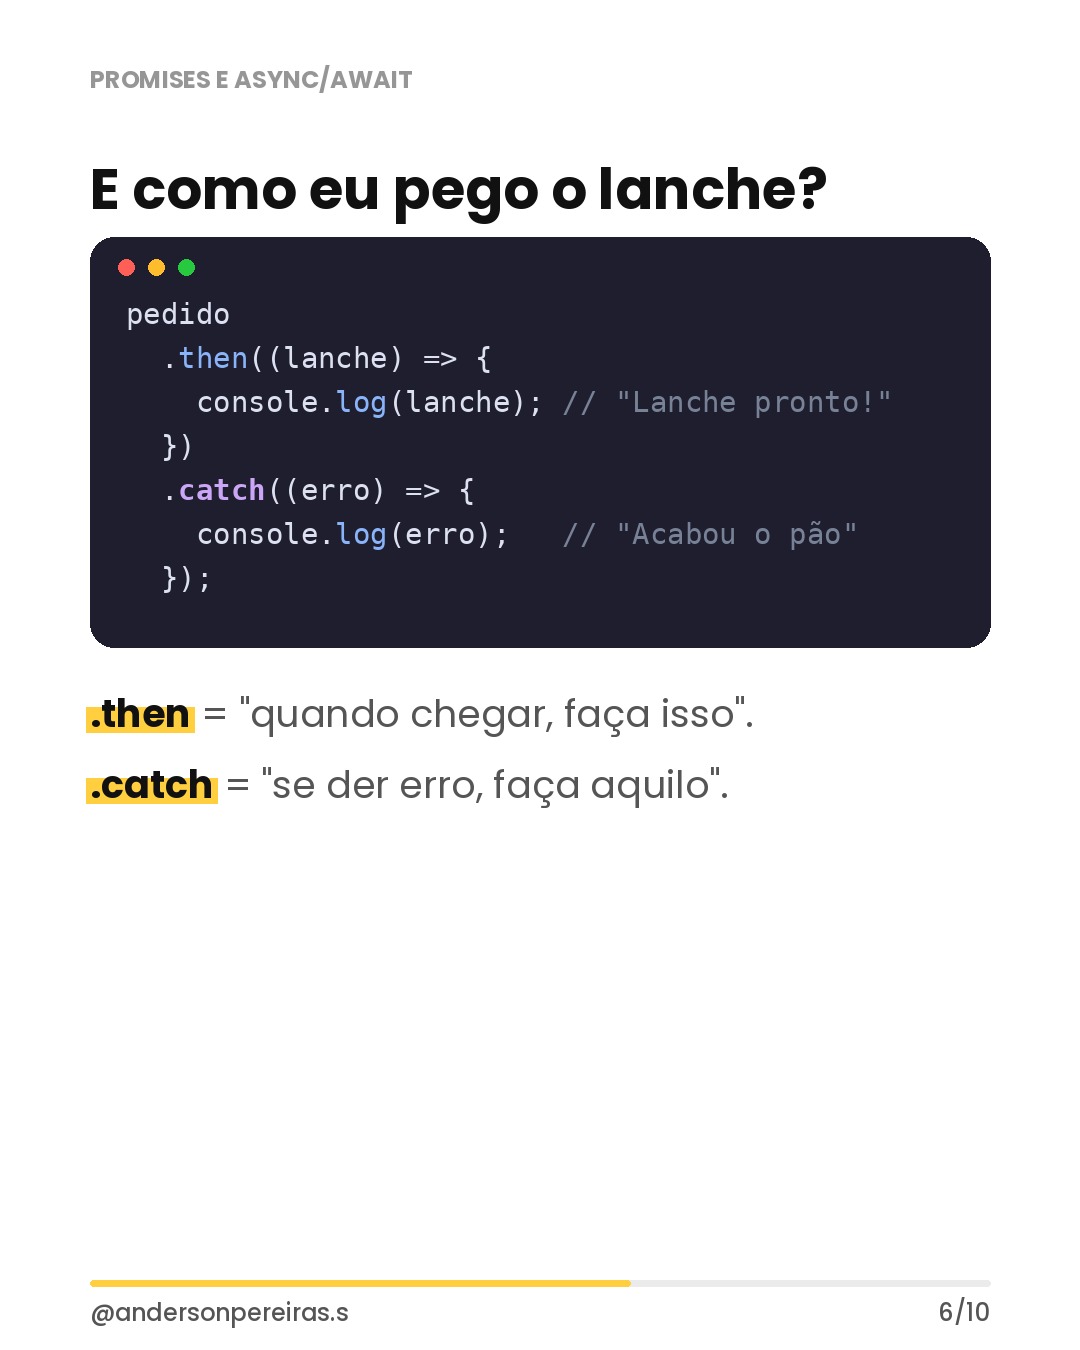 PROMISES E ASYNC/AWAIT
E como eu pego o lanche?
pedido
  .then((lanche) => {
    console.log(lanche); // "Lanche pronto!"
  })
  .catch((erro) => {
    console.log(erro);   // "Acabou o pão"
  });
.then = "quando chegar, faça isso".
.catch = "se der erro, faça aquilo".
@andersonpereiras.s
6/10